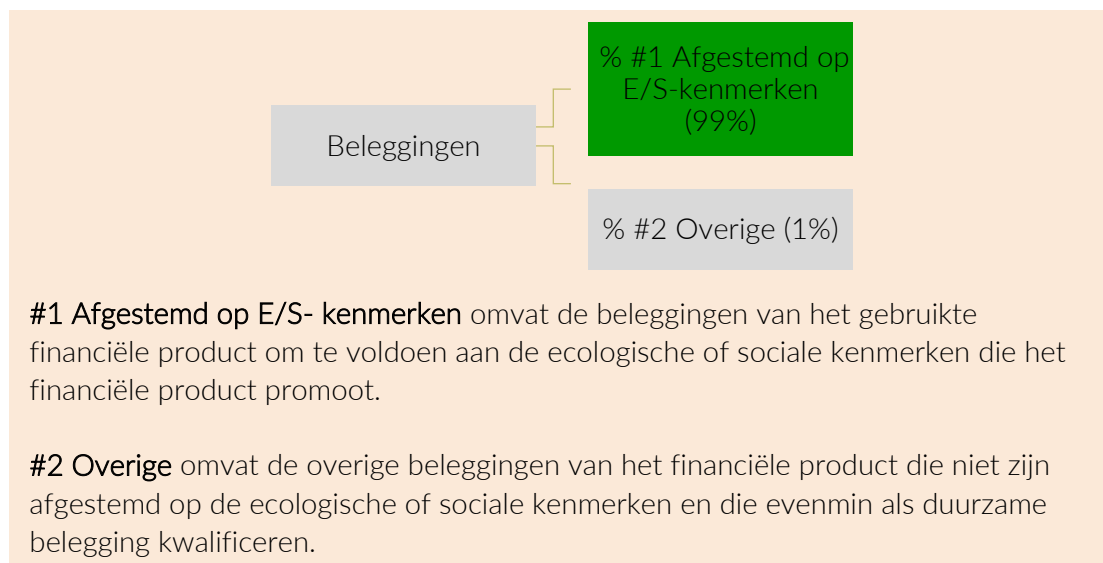 % #1 Afgestemd op
E/S-kenmerken
(99%)
Beleggingen
% #2 Overige (1%)
#1 Afgestemd op E/S- kenmerken omvat de beleggingen van het gebruikte
financiële product om te voldoen aan de ecologische of sociale kenmerken die het
financiële product promoot.
#2 Overige omvat de overige beleggingen van het financiële product die niet zijn
afgestemd op de ecologische of sociale kenmerken en die evenmin als duurzame
belegging kwalificeren.